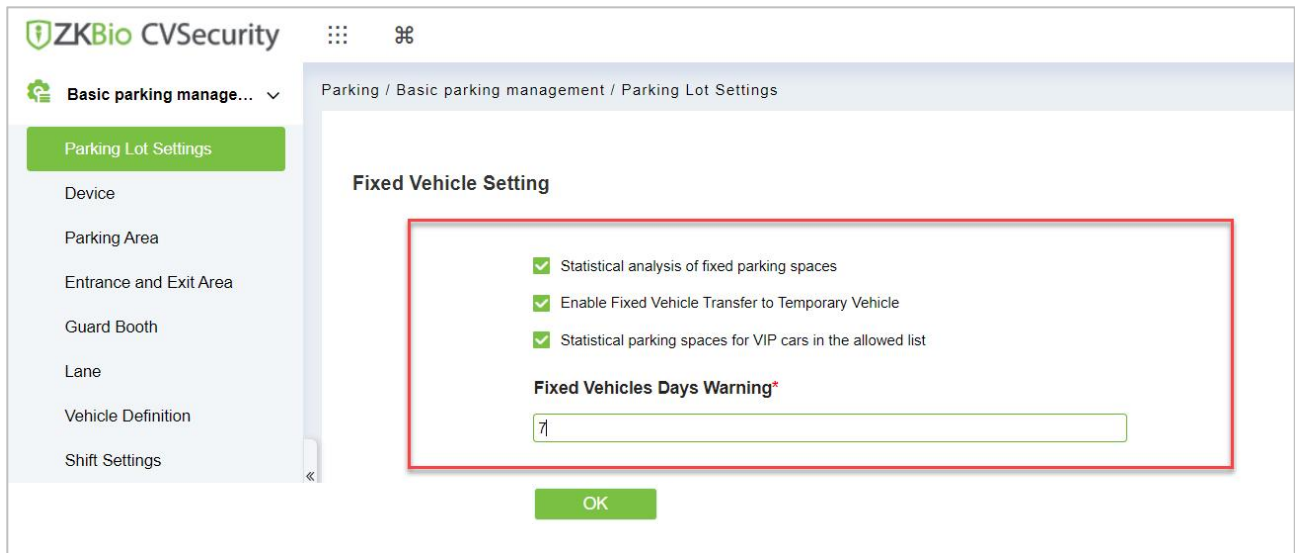 ZKBio CVSecurity
Basic parking manage...
Parking Lot Settings
Device
Parking Area
Entrance and Exit Area
Guard Booth
Lane
Vehicle Definition
Shift Settings
Parking / Basic parking management / Parking Lot Settings
Fixed Vehicle Setting
Statistical analysis of fixed parking spaces
Enable Fixed Vehicle Transfer to Temporary Vehicle
Statistical parking spaces for VIP cars in the allowed list
Fixed Vehicles Days Warning*
7
OK